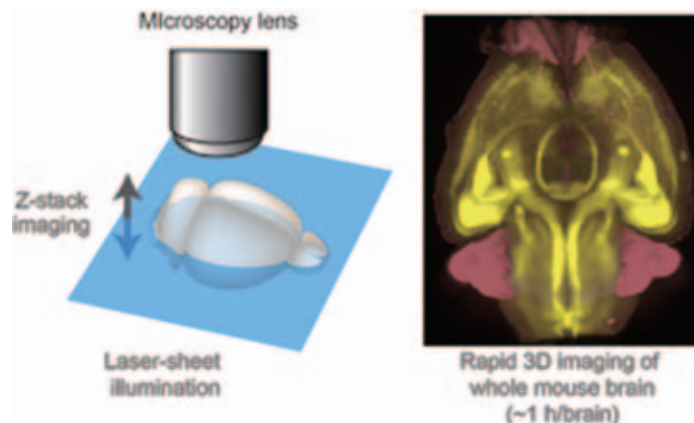 Microscopy lens
Z-stack
imaging
Laser-sheet
illumination
Rapid 3D imaging of
whole mouse brain
(~1 h/brain)